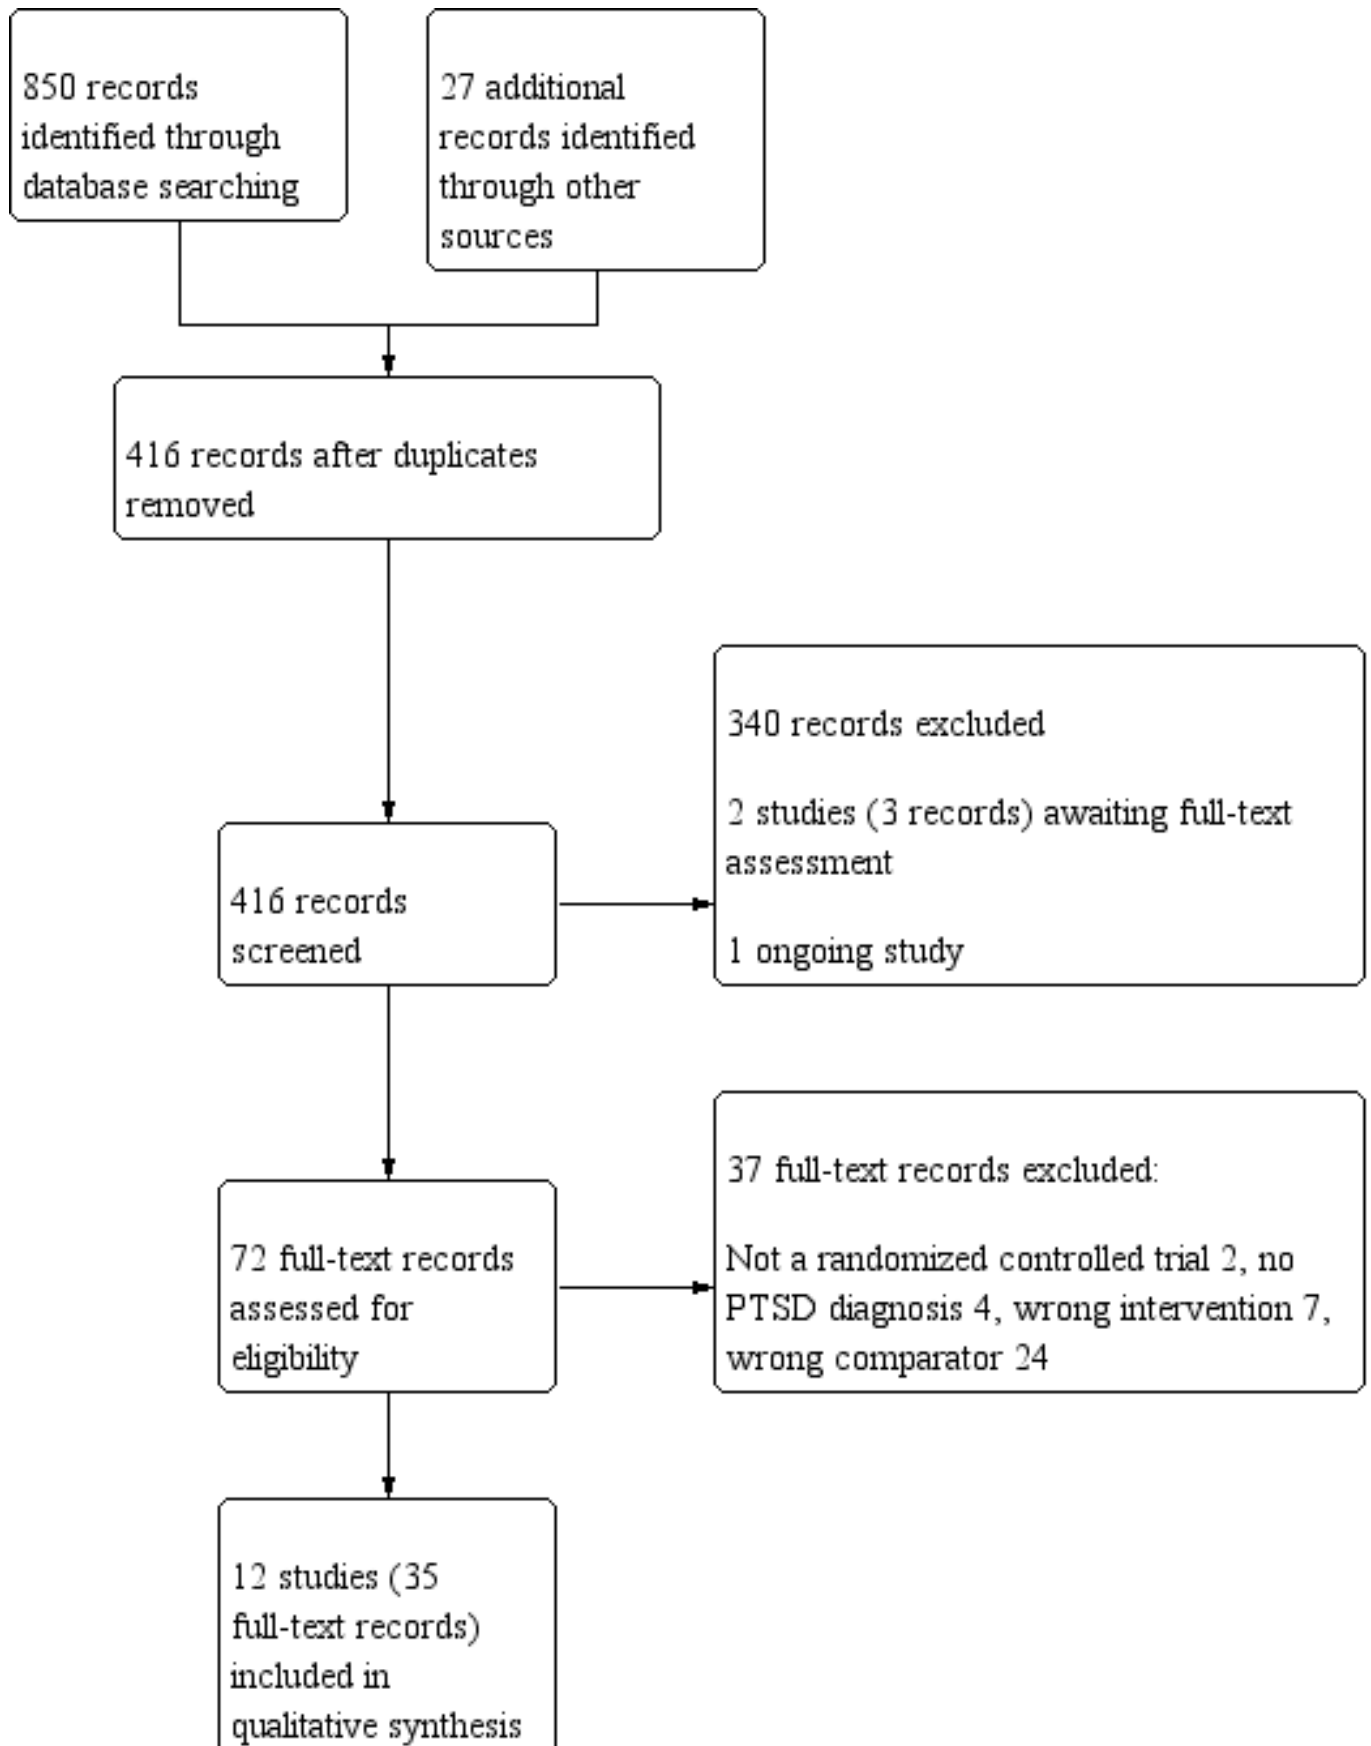 850 records
identified through
database searching
27 additional
records identified
through other
sources
416 records after duplicates
removed
416 records
screened
340 records excluded
2 studies (3 records) awaiting full-text
assessment
1 ongoing study
72 full-text records
assessed for
eligibility
37 full-text records excluded:
Not a randomized controlled trial 2, no
PTSD diagnosis 4, wrong intervention 7,
wrong comparator 24
12 studies (35
full-text records)
included in
qualitative synthesis